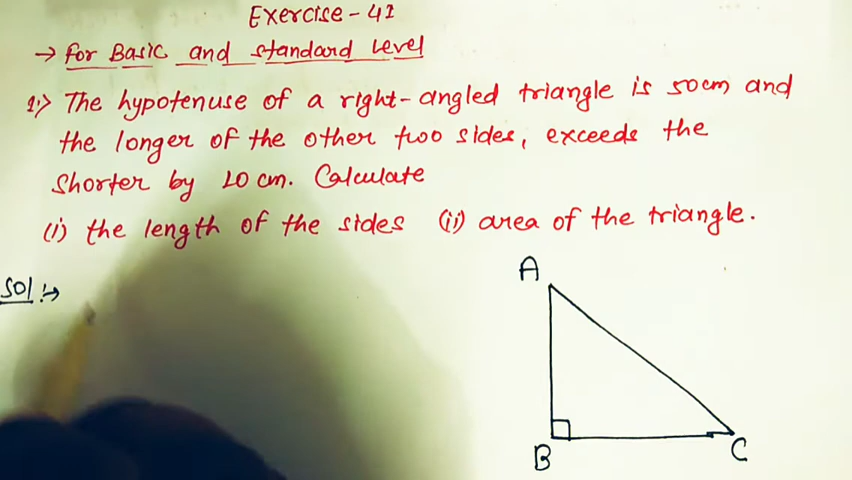 Exercise - 4I
→ For Basic and standard Level
1:) The hypotenuse of a right-angled triangle is 50cm and
the longer of the other two sides, exceeds the
shorter by 10 cm. Calculate
(i) the length of the sides (ii) area of the triangle.
A
Sol :→
B
C